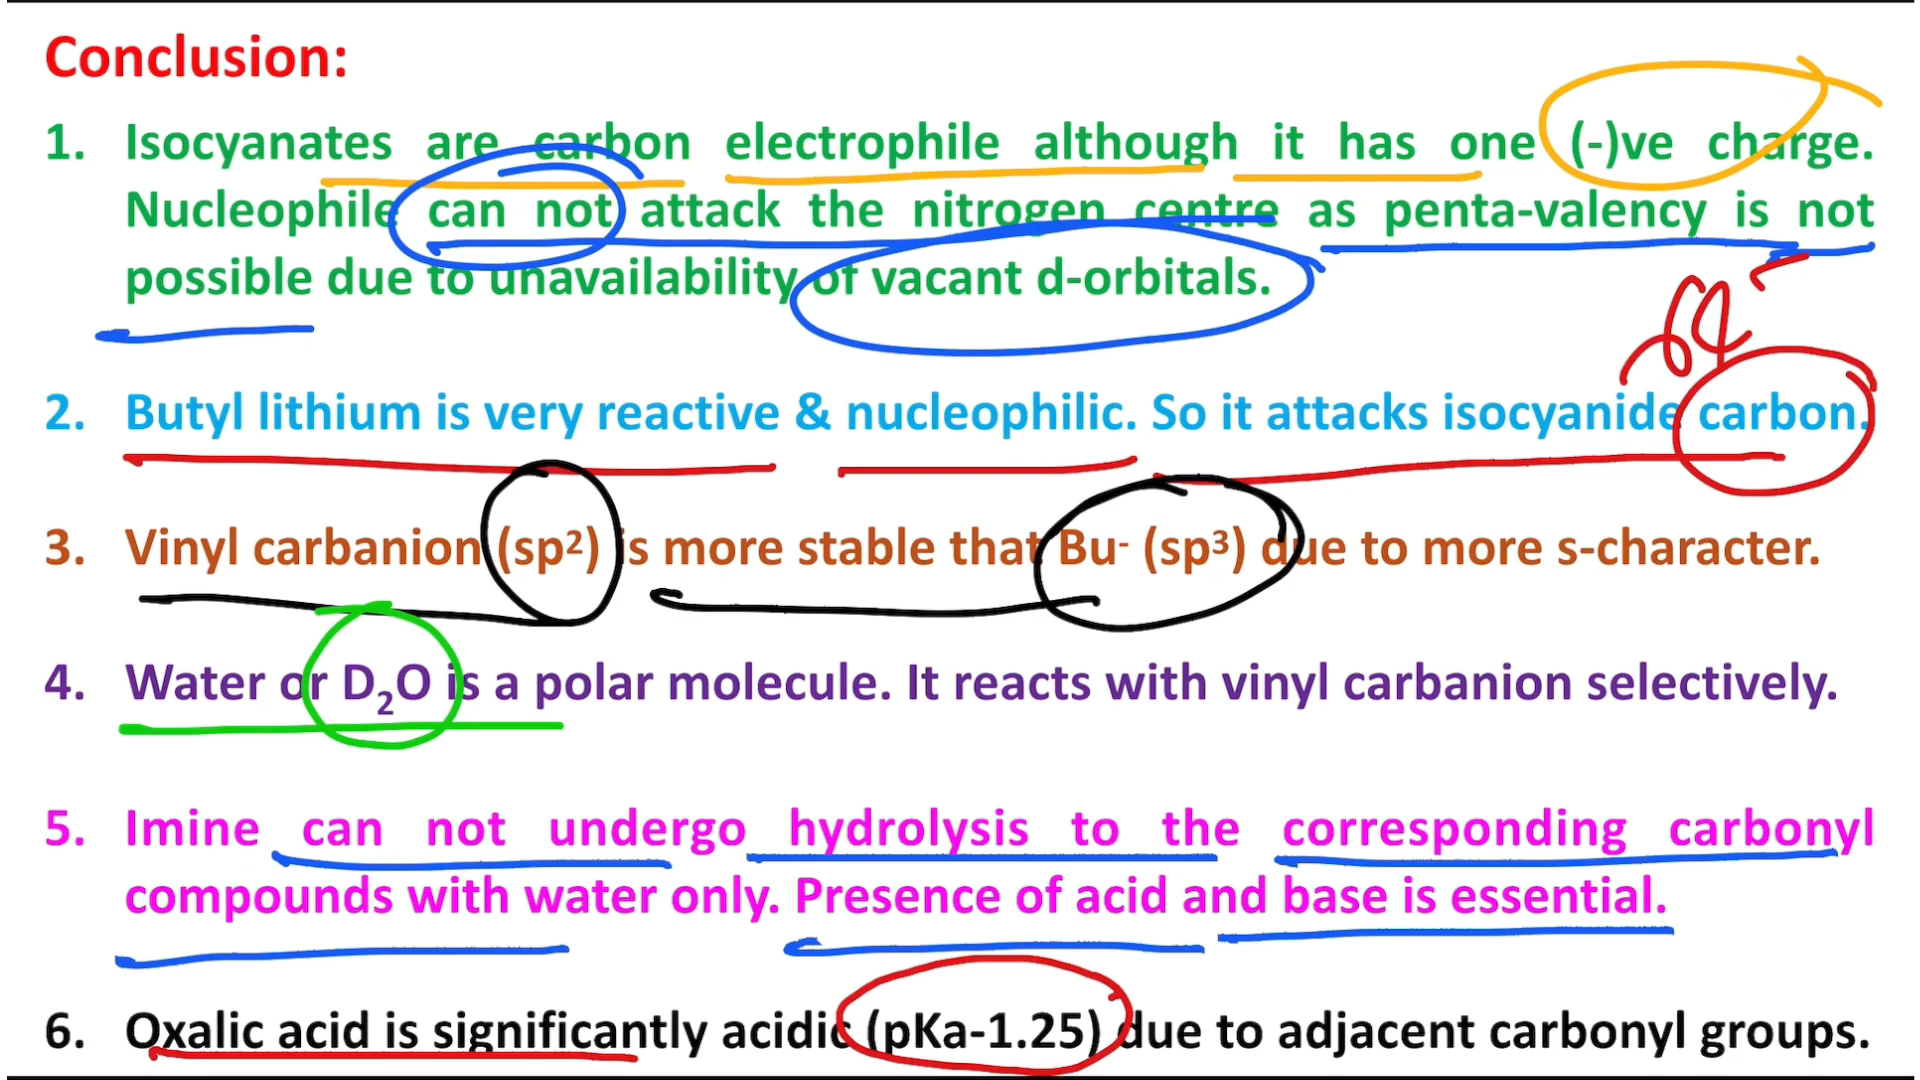 Conclusion:
1. Isocyanates are carbon electrophile although it has one (-)ve charge.
Nucleophile can not attack the nitrogen centre as penta-valency is not
possible due to unavailability of vacant d-orbitals.
2. Butyl lithium is very reactive & nucleophilic. So it attacks isocyanide carbon.
3. Vinyl carbanion (sp²) is more stable that Bu⁻ (sp³) due to more s-character.
4. Water or D₂O is a polar molecule. It reacts with vinyl carbanion selectively.
5. Imine can not undergo hydrolysis to the corresponding carbonyl
compounds with water only. Presence of acid and base is essential.
6. Oxalic acid is significantly acidic (pKa-1.25) due to adjacent carbonyl groups.